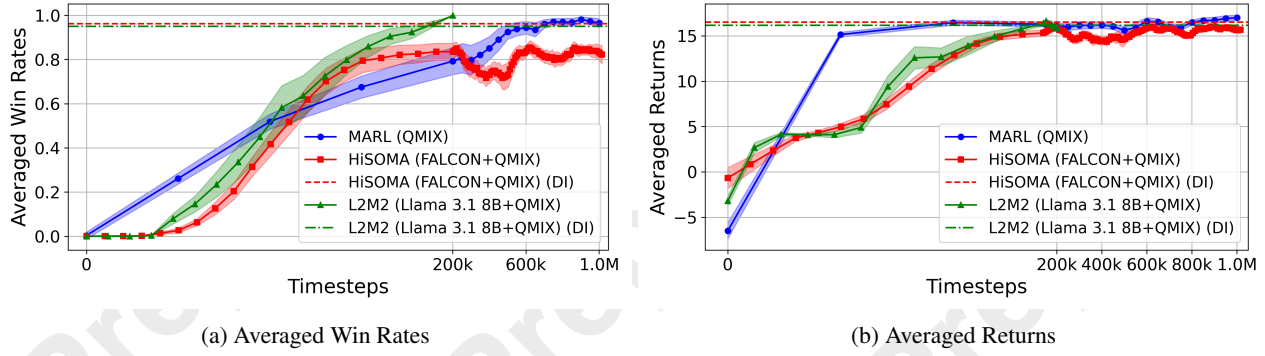 Averaged Win Rates
1.0
0.8
0.6
0.4
0.2
0.0
MARL (QMIX)
HiSOMA (FALCON+QMIX)
HiSOMA (FALCON+QMIX) (DI)
L2M2 (Llama 3.1 8B+QMIX)
L2M2 (Llama 3.1 8B+QMIX) (DI)
0 200k 600k 1.0M
Timesteps
(a) Averaged Win Rates
Averaged Returns
15
10
5
0
−5
MARL (QMIX)
HiSOMA (FALCON+QMIX)
HiSOMA (FALCON+QMIX) (DI)
L2M2 (Llama 3.1 8B+QMIX)
L2M2 (Llama 3.1 8B+QMIX) (DI)
0 200k 400k 600k 800k 1.0M
Timesteps
(b) Averaged Returns